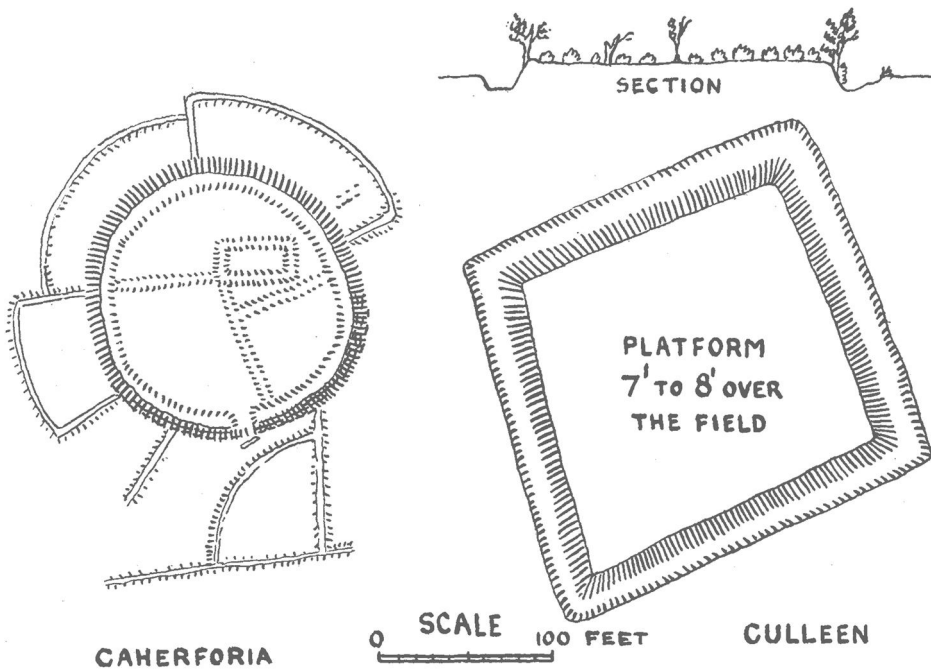 SECTION
PLATFORM
7' TO 8' OVER
THE FIELD
SCALE
0 100 FEET
CAHERFORIA
CULLEEN